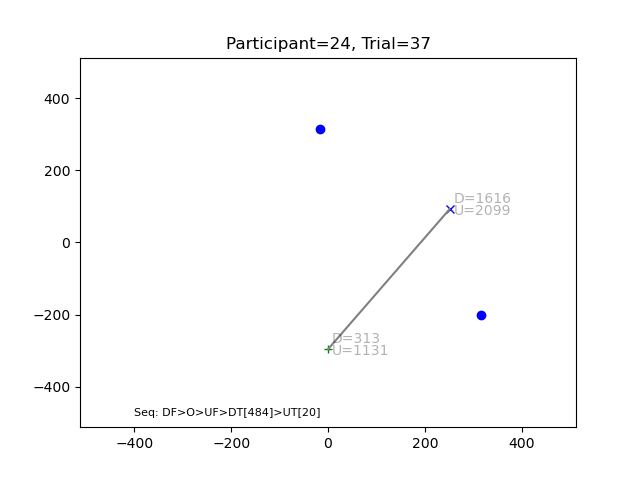 Participant=24, Trial=37
400
200
0
−200
−400
D=1616
U=2099
D=313
U=1131
Seq: DF>O>UF>DT[484]>UT[20]
−400
−200
0
200
400